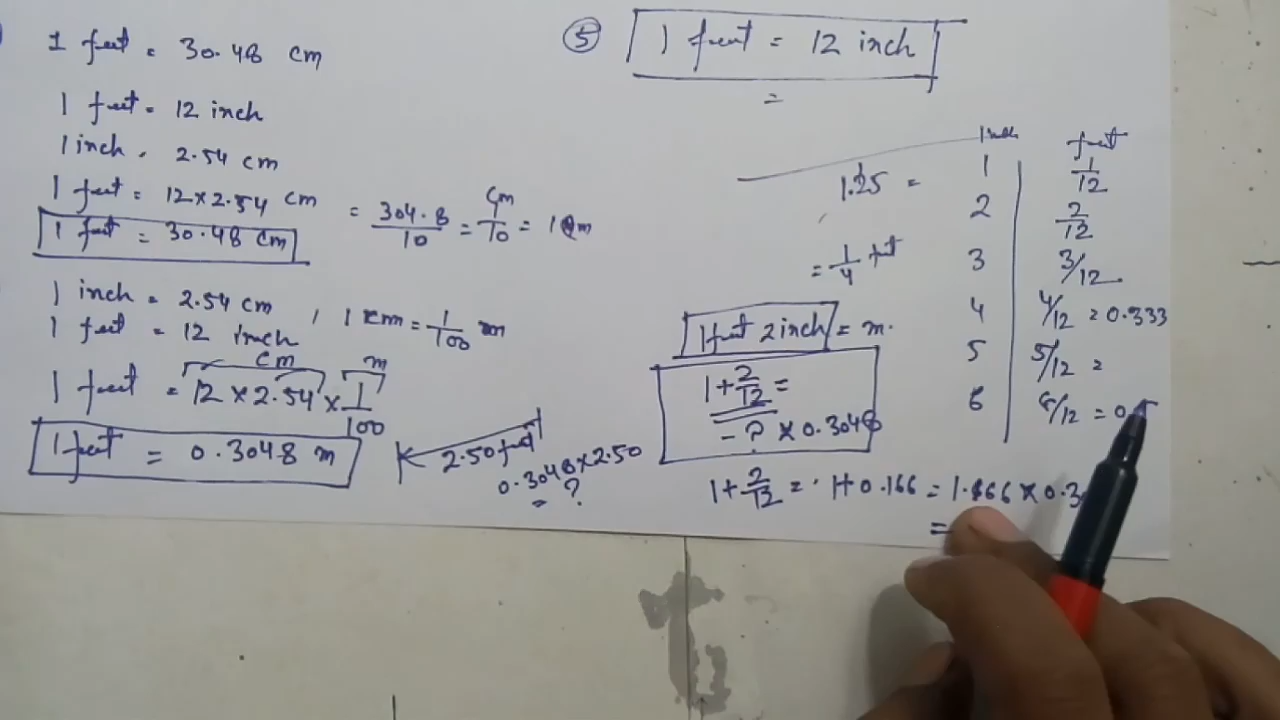 1 feet = 30.48 cm
1 feet = 12 inch
1 inch = 2.54 cm
1 feet = 12 × 2.54 cm
1 feet = 30.48 cm
= 304.8/10 = cm 1/10 = 1 m
1 inch = 2.54 cm
1 feet = 12 inch
, 1 cm = 1/100 m
cm m
1 feet = 12 × 2.54 × 1/100
1 feet = 0.3048 m
2.50 feet
0.3048 × 2.50
= ?
5 1 feet = 12 inch
=
inch feet
1.25 = 1 1/12
2 2/12
= 1/4 feet 3 3/12
4 4/12 = 0.333
5 5/12 =
6 6/12 = 0.5
1 feet 2 inch = m.
1 + 2/12 =
- ? × 0.3048
1 + 2/12 = 1 + 0.166 = 1.166 × 0.3
=